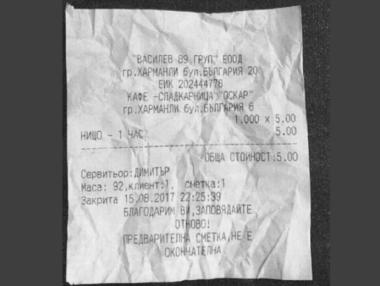 "ВАСИЛЕВ 89 ГРУП" ЕООД
гр.ХАРМАНЛИ бул.БЪЛГАРИЯ 20
ЕИК 202444778
КАФЕ -СЛАДКАРНИЦА "ОСКАР"
гр.ХАРМАНЛИ бул.БЪЛГАРИЯ 6
1.000 x 5.00
НИЩО - 1 ЧАС 5.00
ОБЩА СТОЙНОСТ:5.00
Сервитьор:ДИМИТЪР
Маса: 92,клиент:1, сметка:1
Закрита 15.08.2017 22:25:39
БЛАГОДАРИМ ВИ,ЗАПОВЯДАЙТЕ
ОТНОВО!
ПРЕДВАРИТЕЛНА СМЕТКА,НЕ Е
ОКОНЧАТЕЛНА